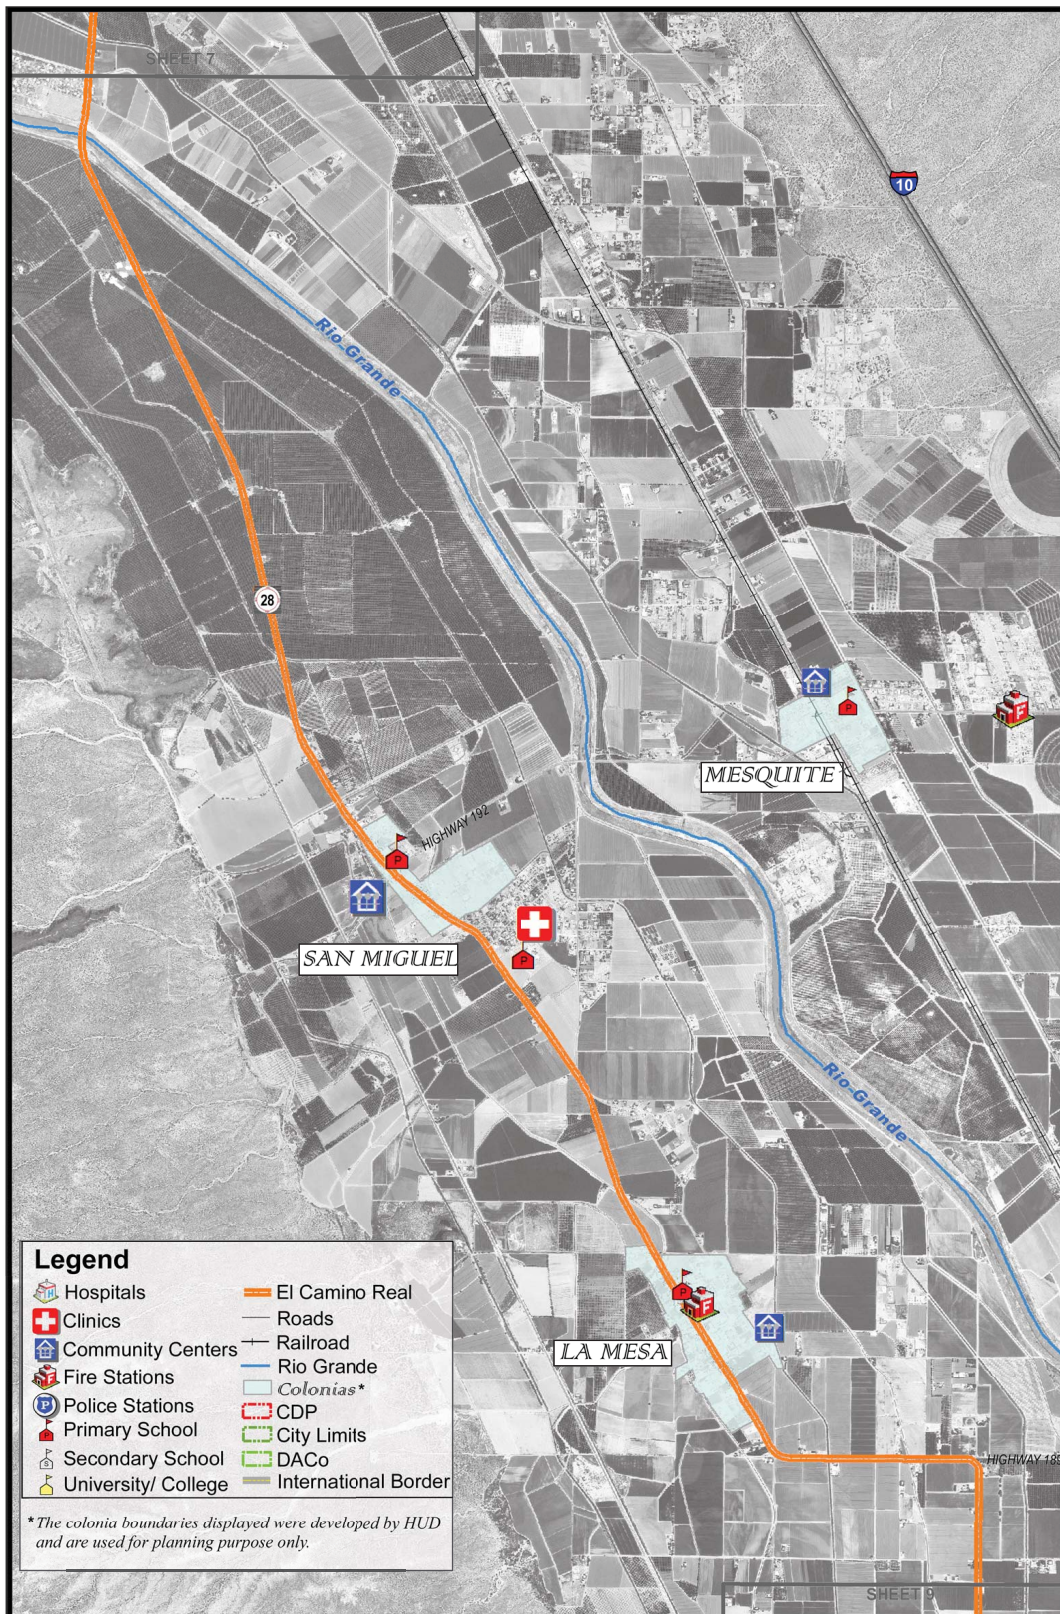 SHEET 7
10
Rio Grande
28
MESQUITE
HIGHWAY 192
SAN MIGUEL
Rio Grande
LA MESA
HIGHWAY 189
SHEET 9
Legend
Hospitals
Clinics
Community Centers
Fire Stations
Police Stations
Primary School
Secondary School
University/ College
El Camino Real
Roads
Railroad
Rio Grande
Colonias*
CDP
City Limits
DACo
International Border
* The colonia boundaries displayed were developed by HUD
and are used for planning purpose only.